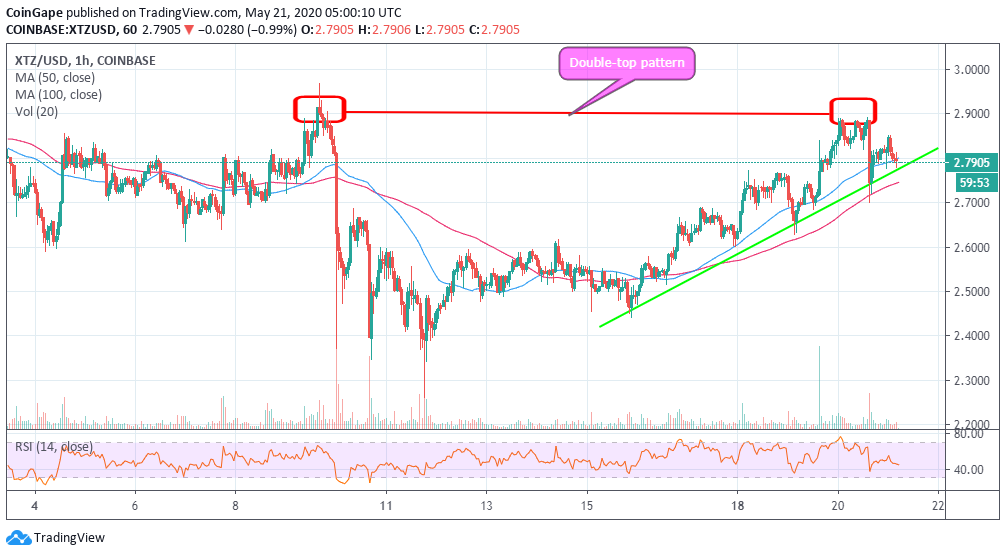 CoinGape published on TradingView.com, May 21, 2020 05:00:10 UTC
COINBASE:XTZUSD, 60 2.7905 ▼ −0.0280 (−0.99%) O:2.7905 H:2.7906 L:2.7905 C:2.7905
XTZ/USD, 1h, COINBASE
MA (50, close)
MA (100, close)
Vol (20)
Double-top pattern
3.0000
2.9000
2.7905
59:53
2.7000
2.6000
2.5000
2.4000
2.3000
2.2000
RSI (14, close)
80.00
40.00
4 6 8 11 13 15 18 20 22
TradingView